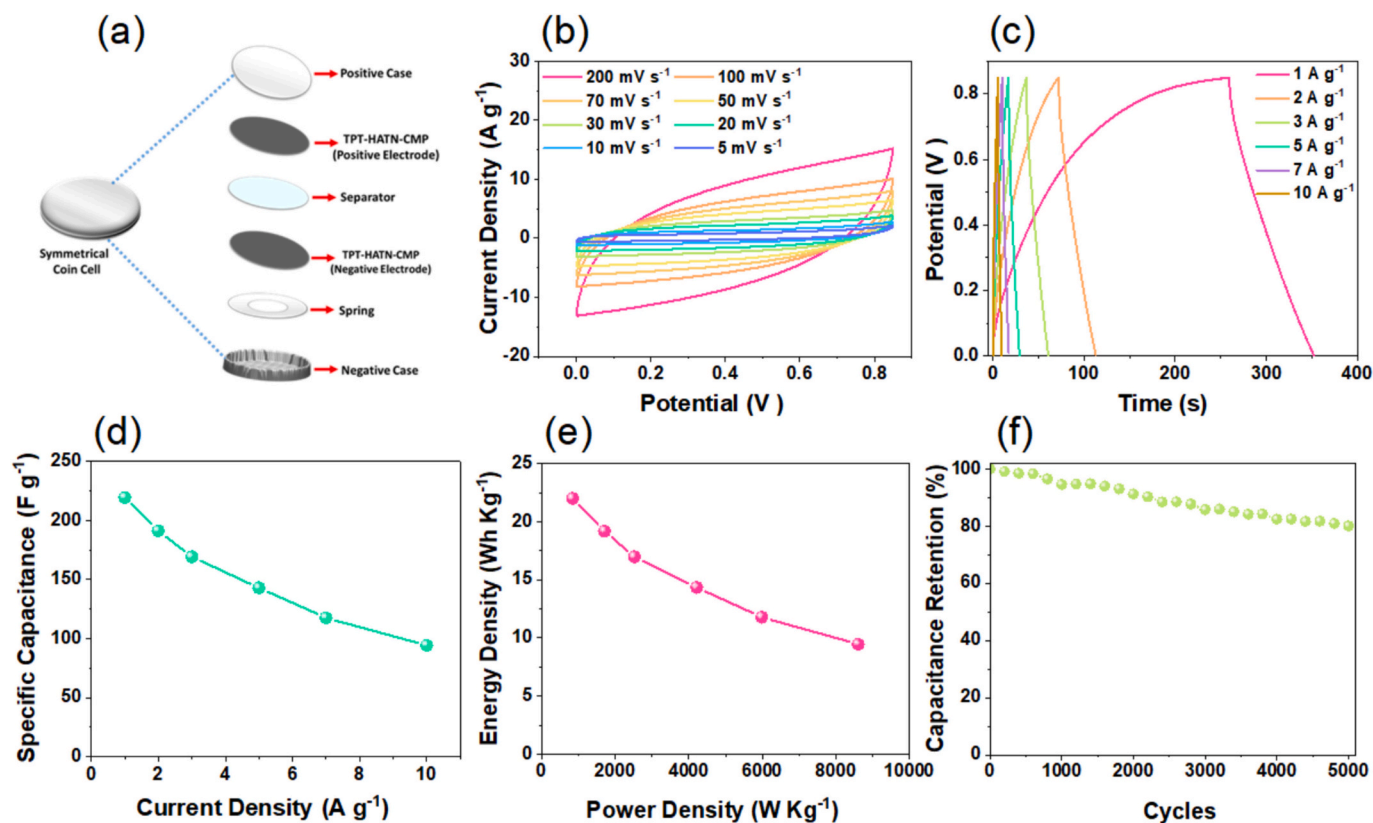 (a)
Positive Case
TPT-HATN-CMP
(Positive Electrode)
Separator
TPT-HATN-CMP
(Negative Electrode)
Spring
Negative Case
Symmetrical
Coin Cell
(b)
Current Density (A g⁻¹)
30
20
10
0
-10
-20
200 mV s⁻¹ 100 mV s⁻¹
70 mV s⁻¹ 50 mV s⁻¹
30 mV s⁻¹ 20 mV s⁻¹
10 mV s⁻¹ 5 mV s⁻¹
0.0 0.2 0.4 0.6 0.8
Potential (V )
(c)
Potential (V)
0.8
0.6
0.4
0.2
0.0
1 A g⁻¹
2 A g⁻¹
3 A g⁻¹
5 A g⁻¹
7 A g⁻¹
10 A g⁻¹
0 100 200 300 400
Time (s)
(d)
Specific Capacitance (F g⁻¹)
250
200
150
100
50
0
0 2 4 6 8 10
Current Density (A g⁻¹)
(e)
Energy Density (Wh Kg⁻¹)
25
20
15
10
5
0
0 2000 4000 6000 8000 10000
Power Density (W Kg⁻¹)
(f)
Capacitance Retention (%)
100
80
60
40
20
0
0 1000 2000 3000 4000 5000
Cycles